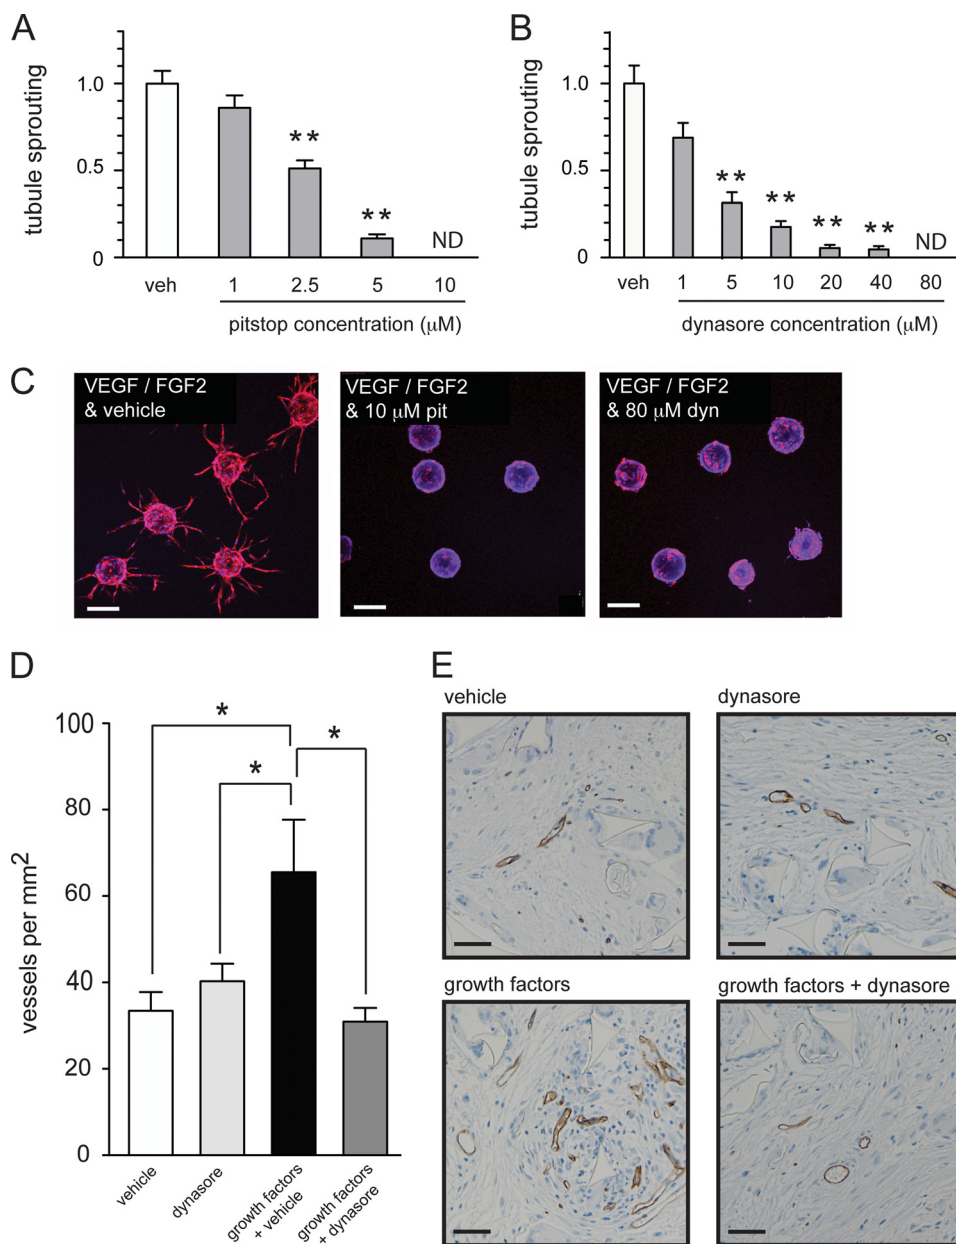 A
tubule sprouting
1.0
0.5
0
**
**
ND
veh
1
2.5
5
10
pitstop concentration (μM)
B
tubule sprouting
1.0
0.5
0
**
**
**
**
ND
veh
1
5
10
20
40
80
dynasore concentration (μM)
C
VEGF / FGF2
& vehicle
VEGF / FGF2
& 10 μM pit
VEGF / FGF2
& 80 μM dyn
D
vessels per mm2
100
80
60
40
20
0
*
*
*
vehicle
dynasore
growth factors
+ vehicle
growth factors
+ dynasore
E
vehicle
dynasore
growth factors
growth factors + dynasore